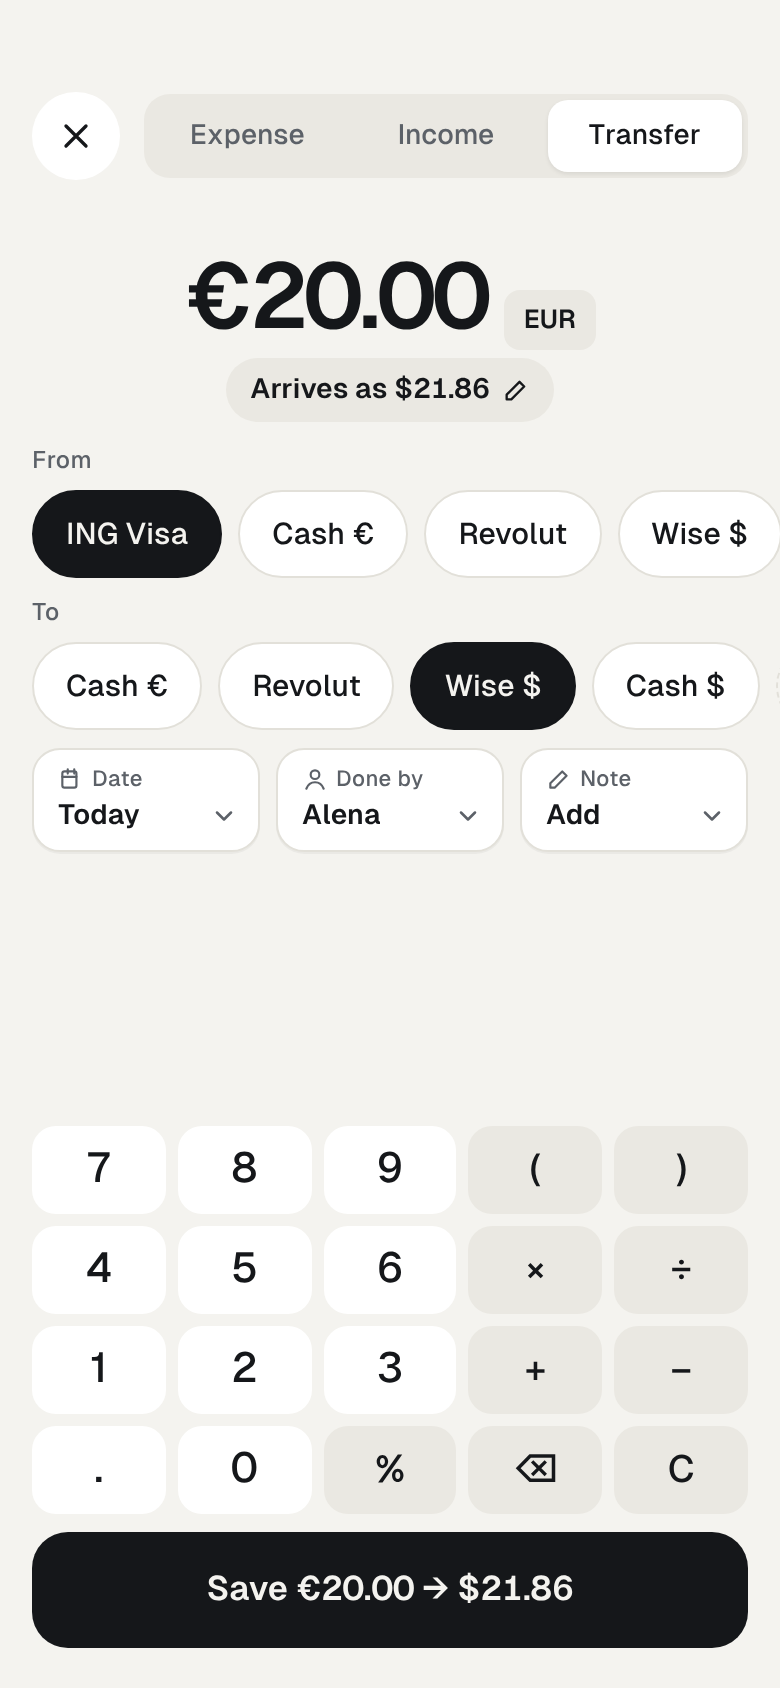 Expense Income Transfer
€20.00 EUR
Arrives as $21.86
From
ING Visa Cash € Revolut Wise $
To
Cash € Revolut Wise $ Cash $
Date Done by Note
Today Alena Add
7 8 9 ( )
4 5 6 × ÷
1 2 3 + −
. 0 % C
Save €20.00 → $21.86